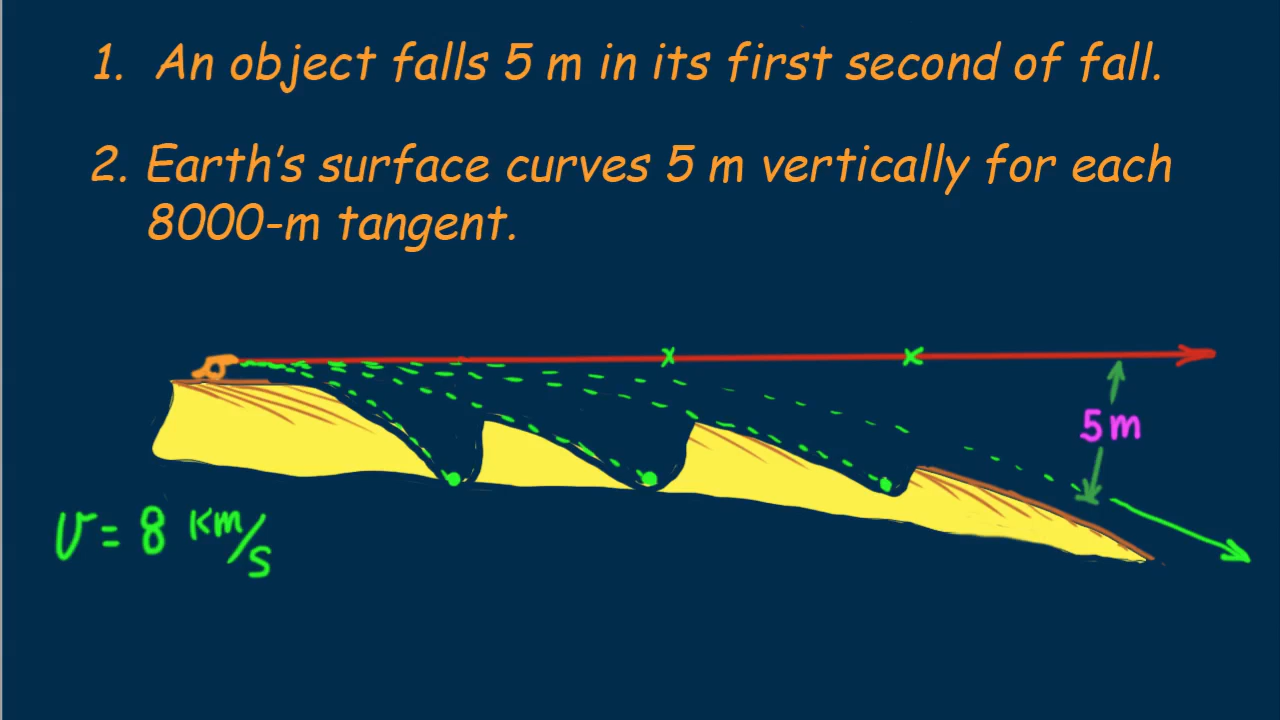 1. An object falls 5 m in its first second of fall.
2. Earth's surface curves 5 m vertically for each
8000-m tangent.
x x
5m
v = 8 km/s